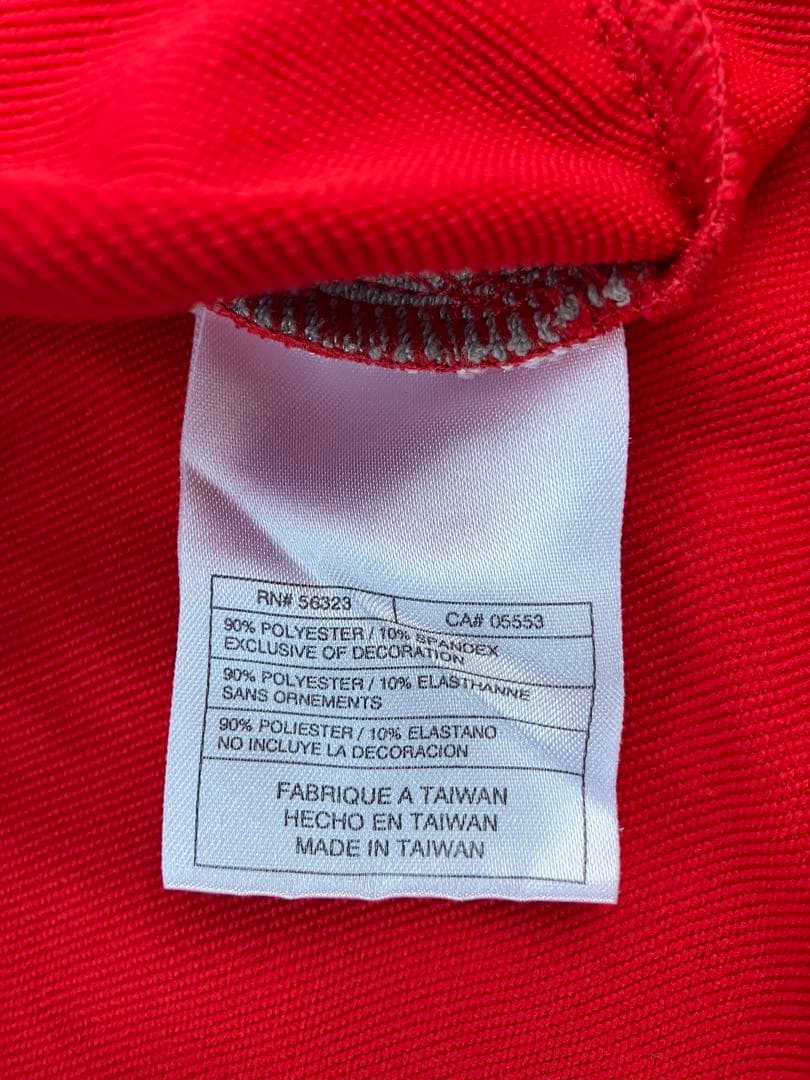 RN# 56323
CA# 05553
90% POLYESTER / 10% SPANDEX
EXCLUSIVE OF DECORATION
90% POLYESTER / 10% ELASTHANNE
SANS ORNEMENTS
90% POLIESTER / 10% ELASTANO
NO INCLUYE LA DECORACION
FABRIQUE A TAIWAN
HECHO EN TAIWAN
MADE IN TAIWAN